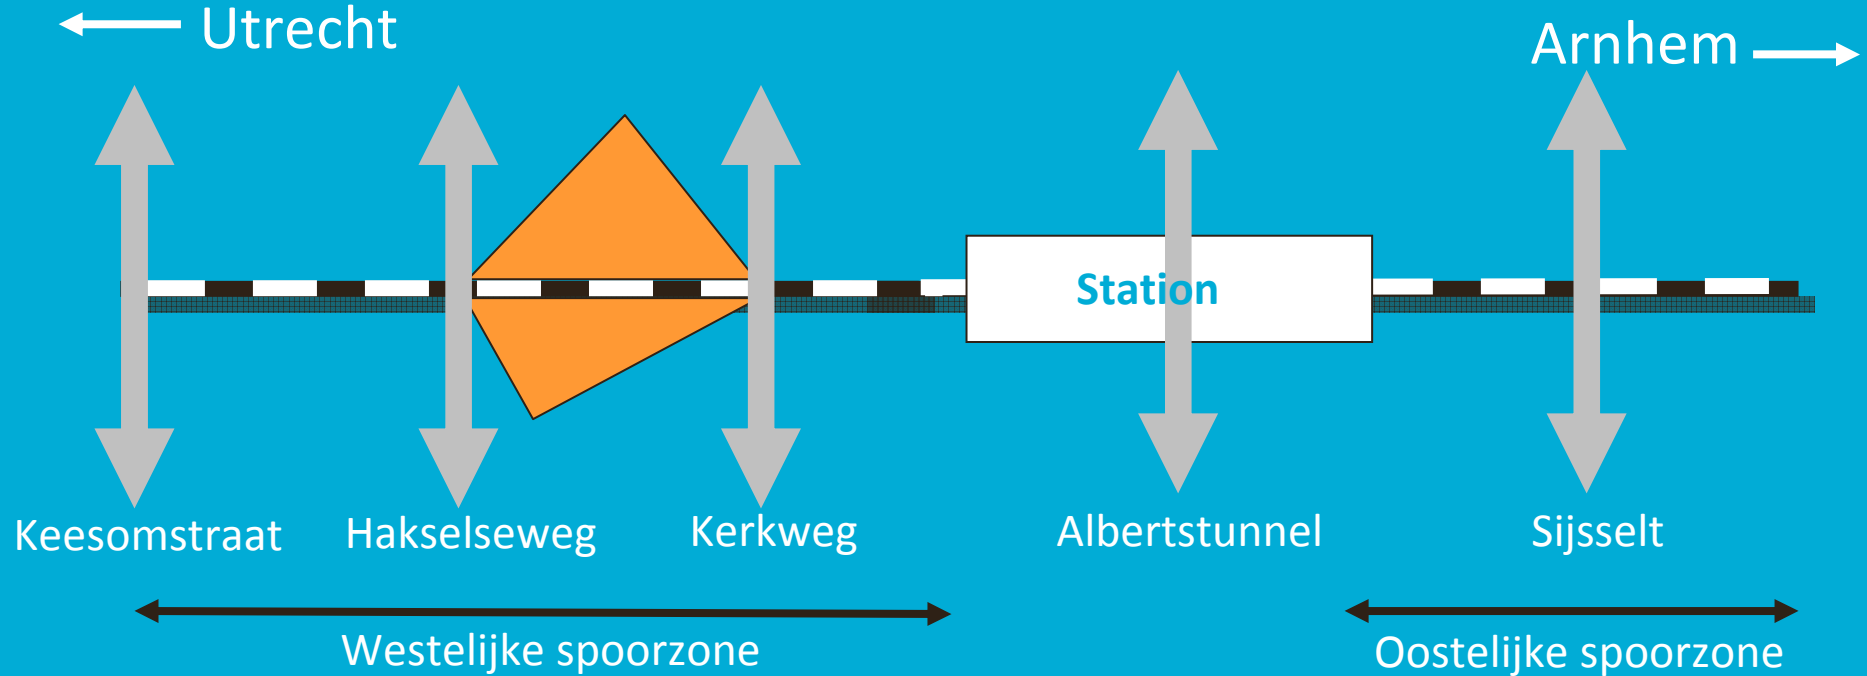 Utrecht
Arnhem
Station
Keesomstraat
Hakselseweg
Kerkweg
Albertstunnel
Sijsselt
Westelijke spoorzone
Oostelijke spoorzone